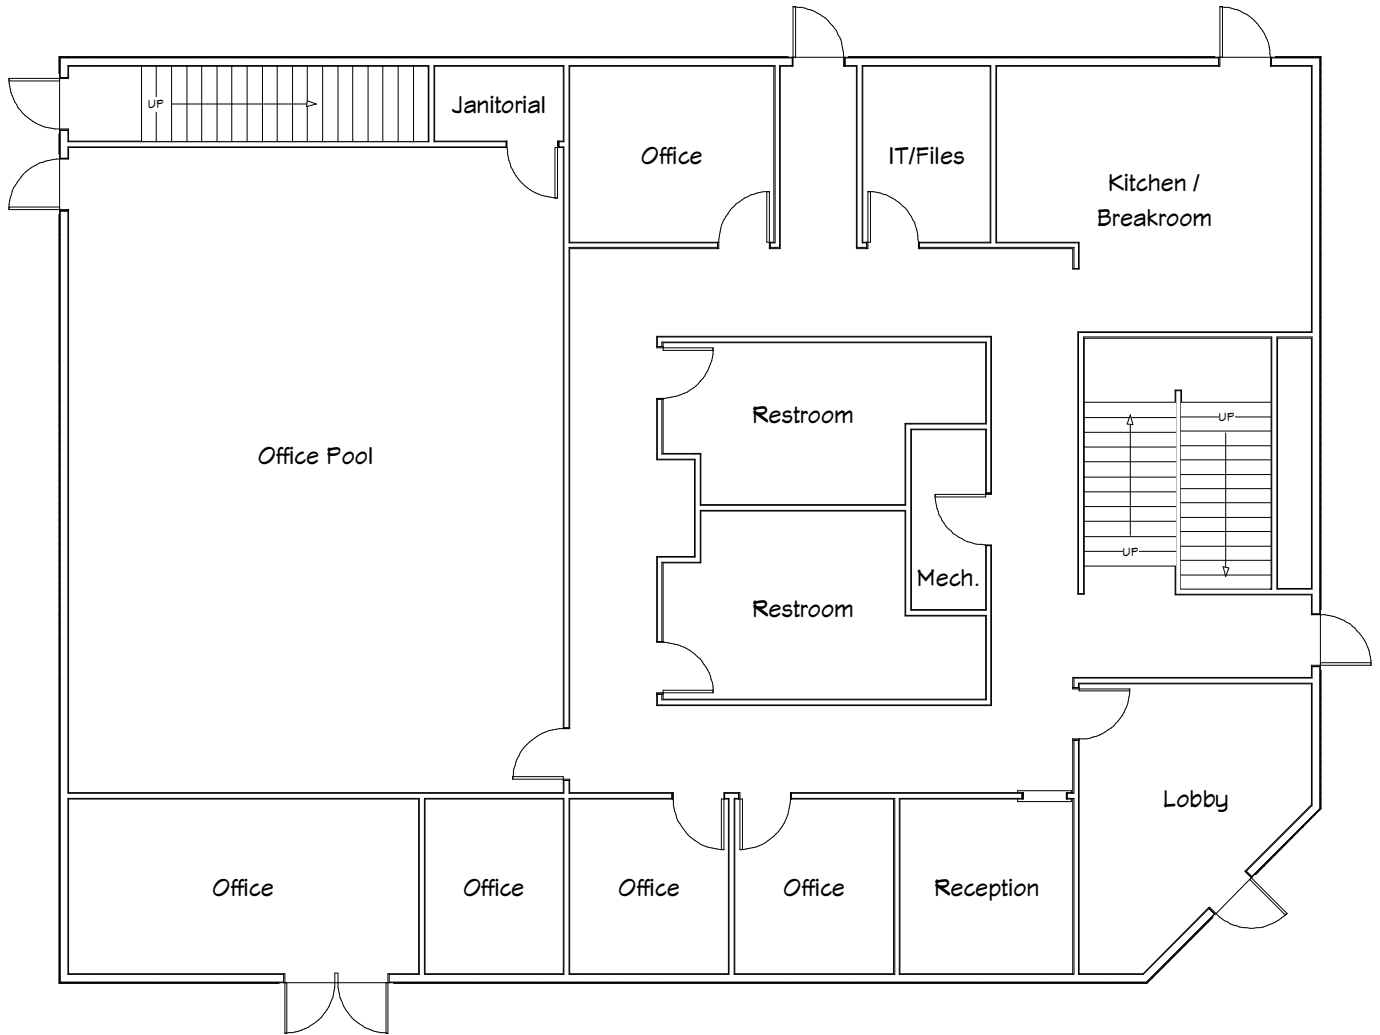 UP
Janitorial
Office
IT/Files
Kitchen /
Breakroom
Restroom
UP
Office Pool
UP
Mech.
Restroom
Lobby
Office
Office
Office
Office
Reception